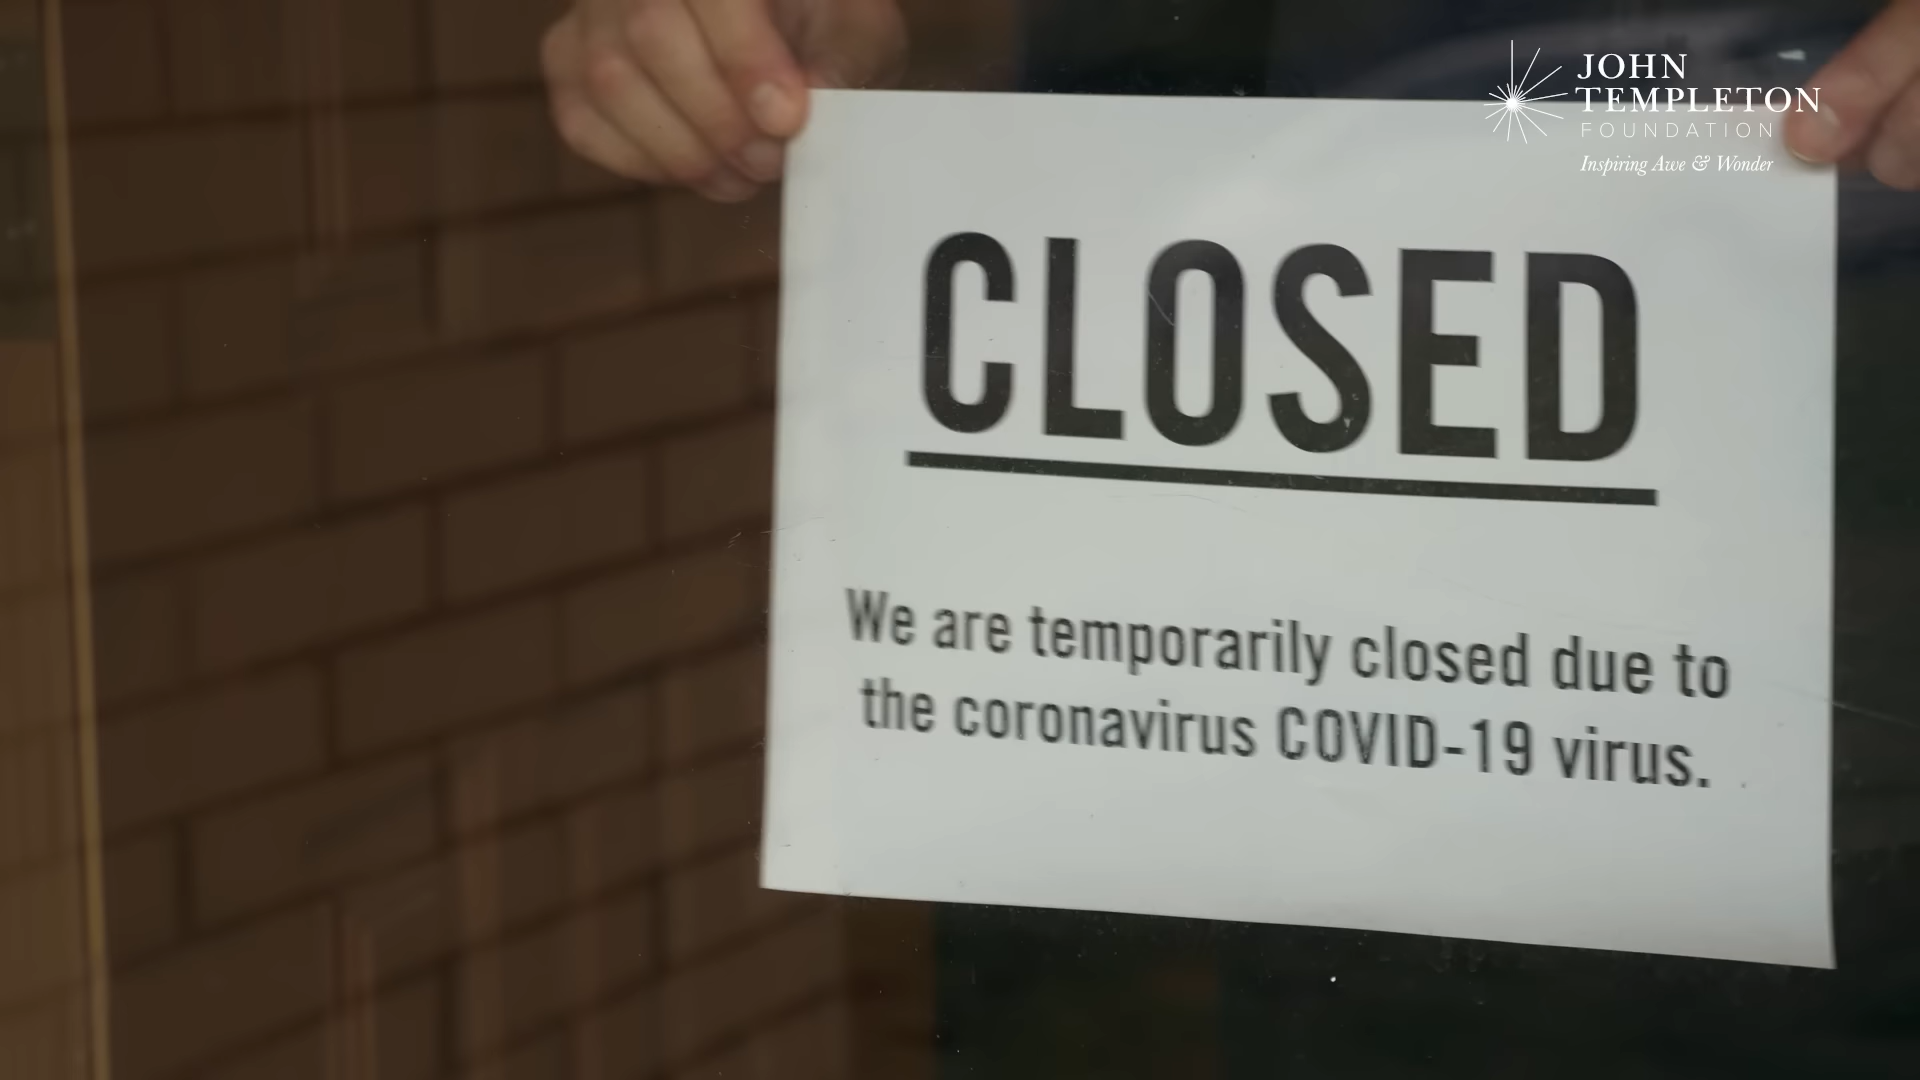 JOHN
TEMPLETON
FOUNDATION
Inspiring Awe & Wonder
CLOSED
We are temporarily closed due to
the coronavirus COVID-19 virus.